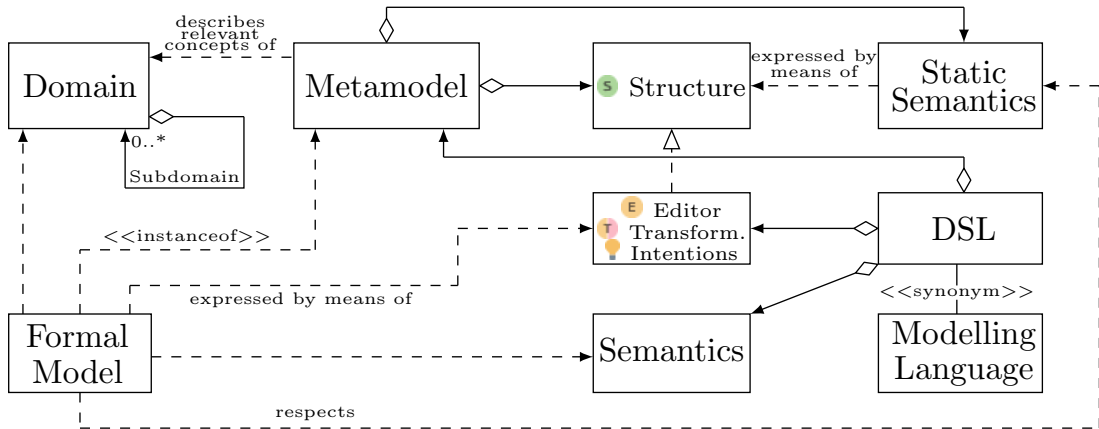 describes
relevant
concepts of
Domain
Metamodel
S Structure
expressed by
means of
Static
Semantics
0..*
Subdomain
E Editor
T Transform.
Intentions
DSL
<<instanceof>>
expressed by means of
<<synonym>>
Formal
Model
Semantics
Modelling
Language
respects